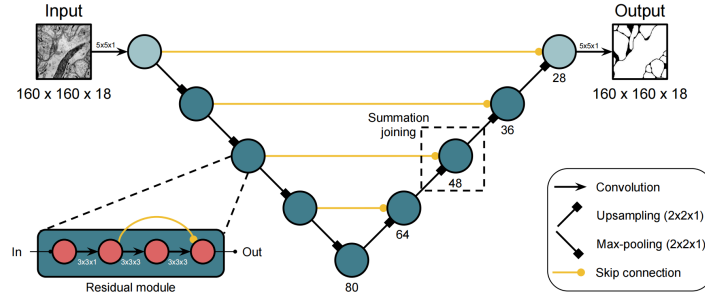 Input
Output
5x5x1
5x5x1
160 x 160 x 18
28
160 x 160 x 18
36
Summation
joining
48
64
80
In
3x3x1
3x3x3
3x3x3
Out
Residual module
Convolution
Upsampling (2x2x1)
Max-pooling (2x2x1)
Skip connection